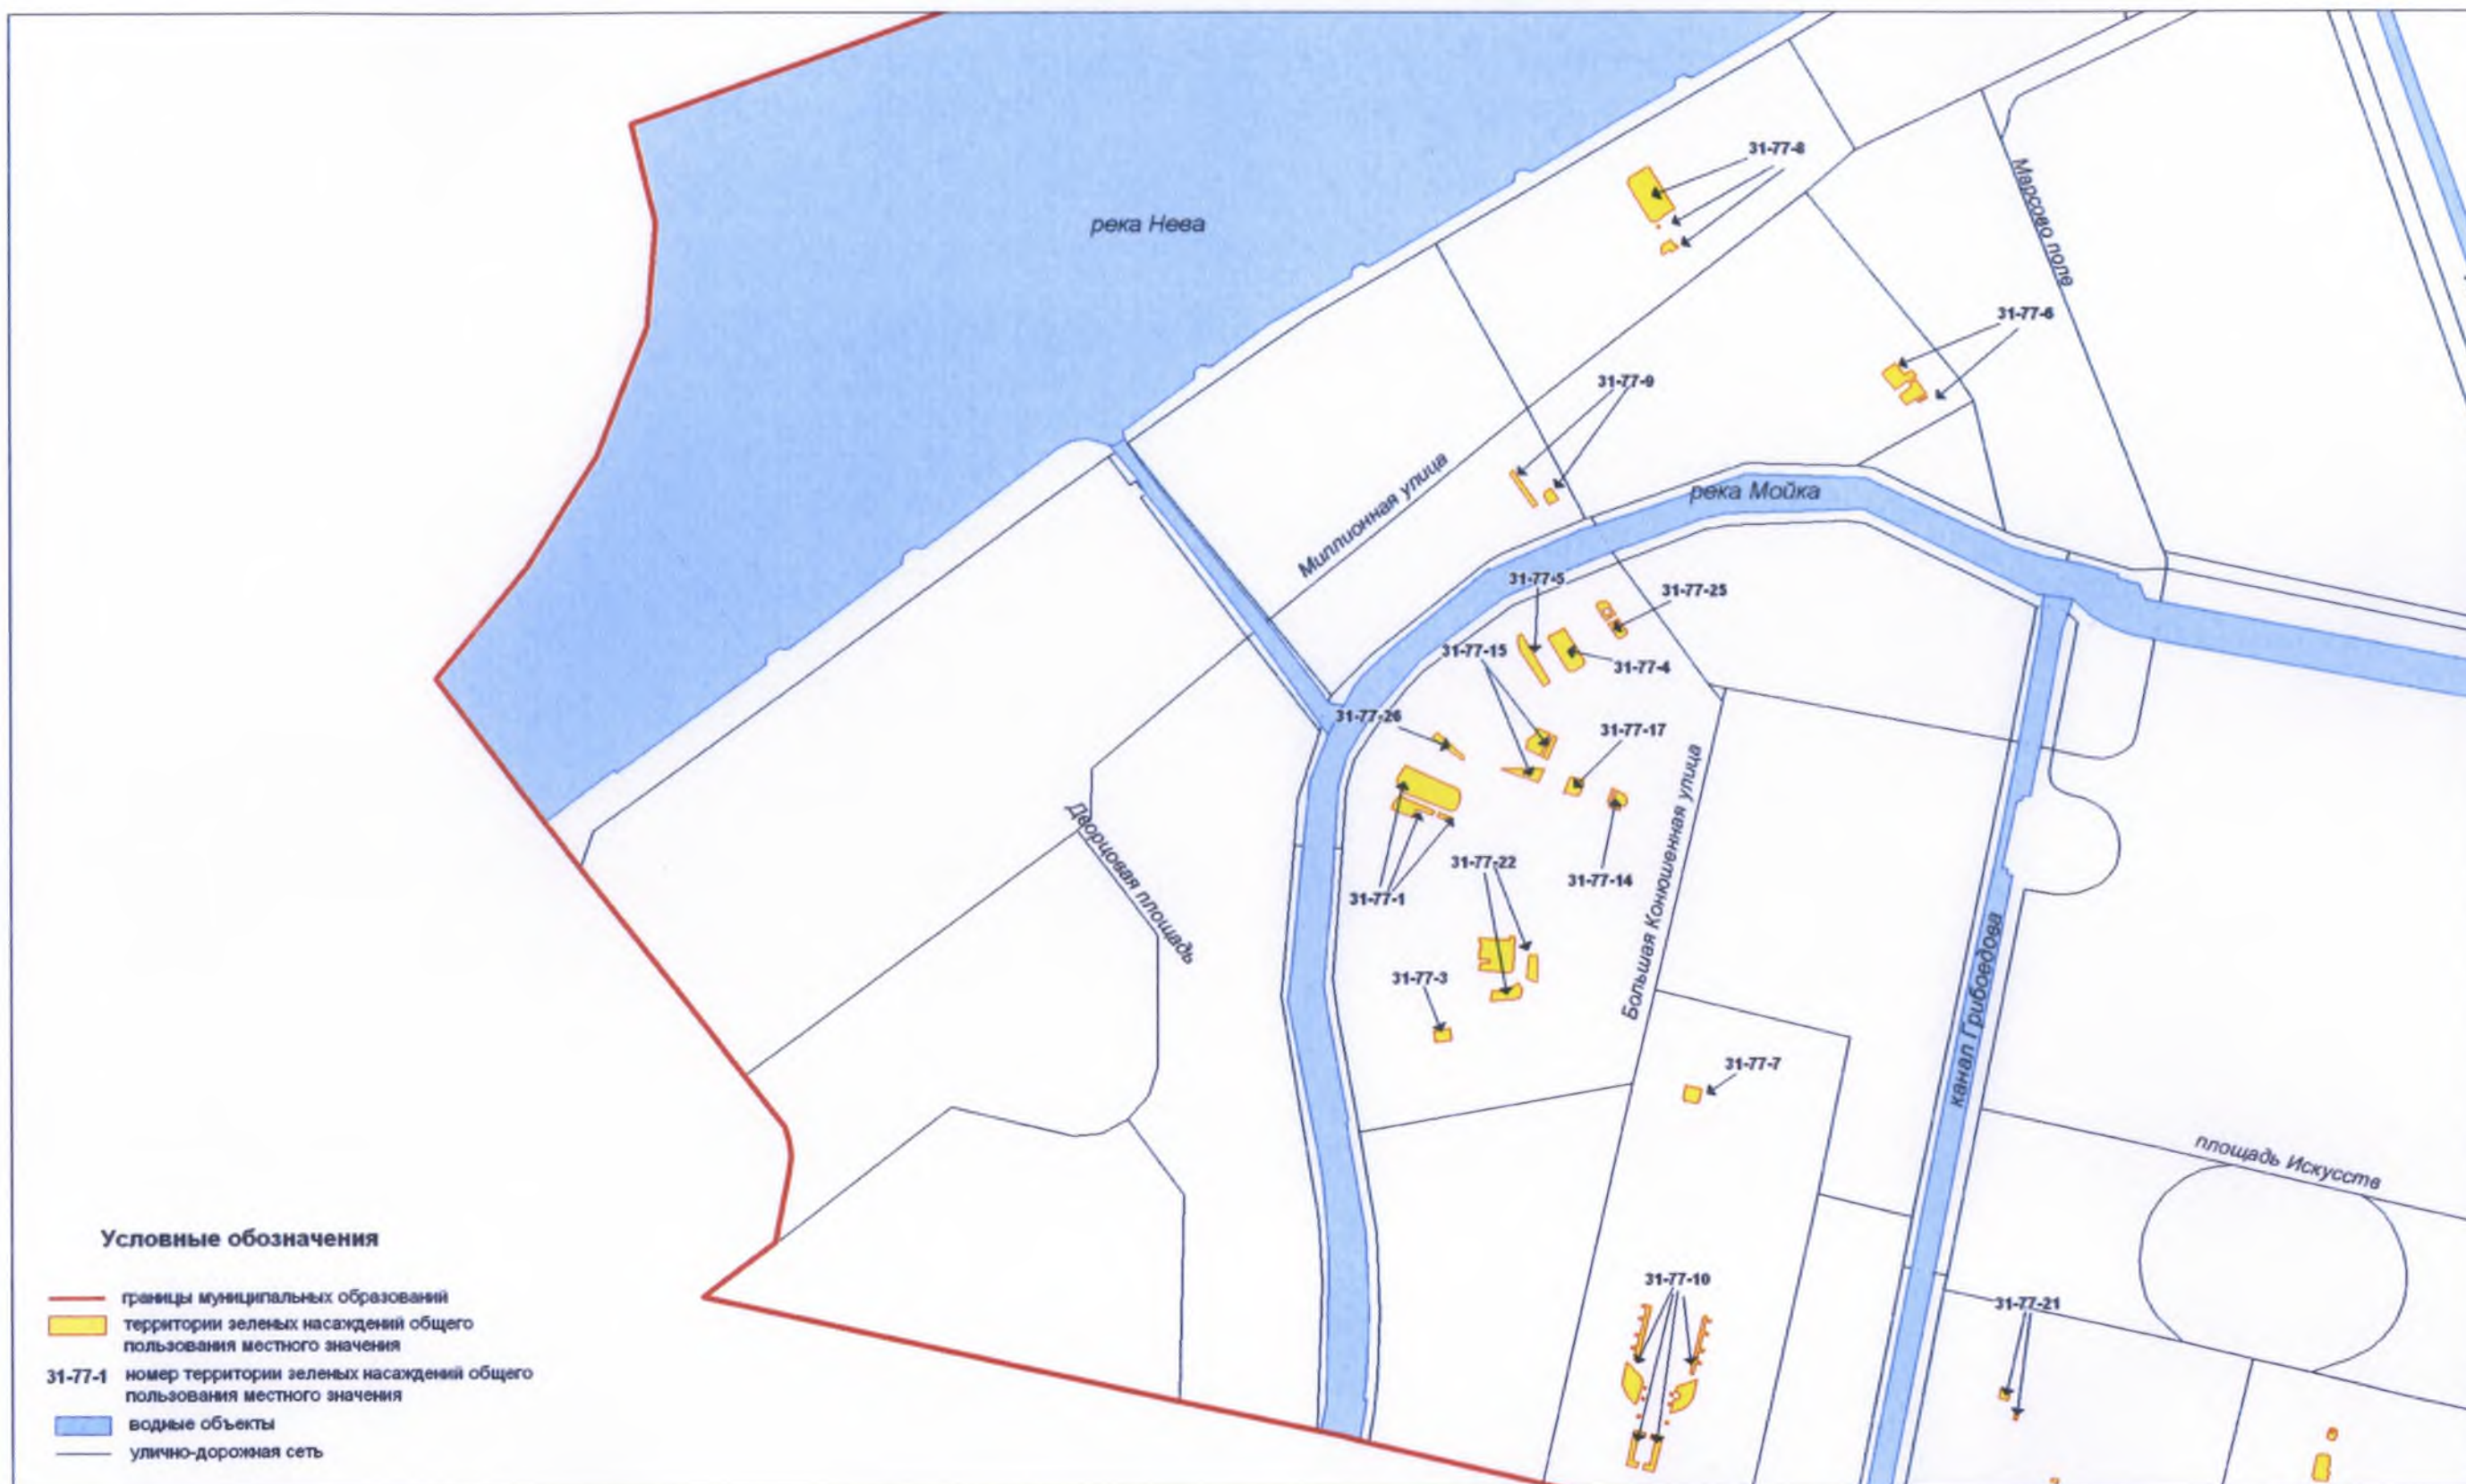 31-77-8
Марсово поле
река Нева
31-77-6
31-77-9
Миллионная улица
река Мойка
31-77-5
31-77-25
31-77-15
31-77-4
31-77-26
31-77-17
Дворцовая площадь
31-77-22
31-77-14
31-77-1
Большая Конюшенная улица
31-77-3
канал Грибоедова
31-77-7
площадь Искусств
31-77-10
31-77-21
Условные обозначения
границы муниципальных образований
территории зеленых насаждений общего
пользования местного значения
31-77-1 номер территории зеленых насаждений общего
пользования местного значения
водные объекты
улично-дорожная сеть